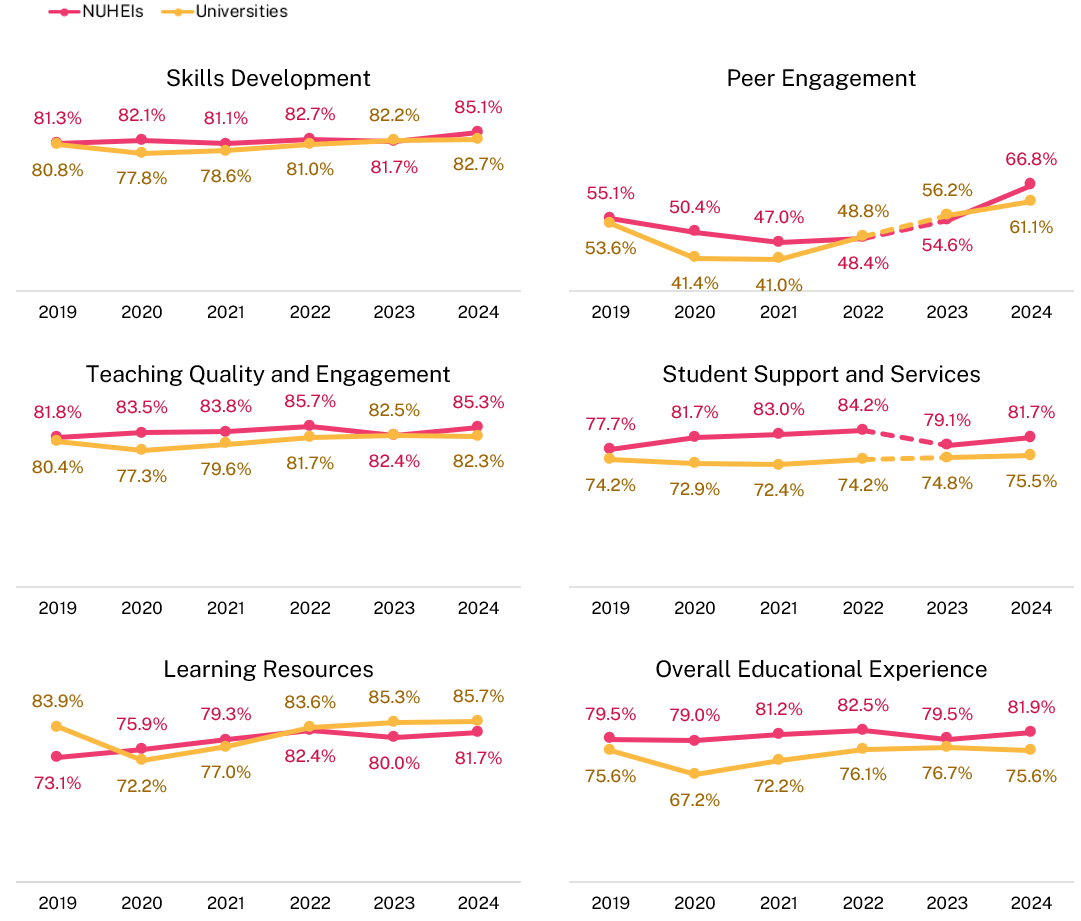 NUHEIs Universities
Skills Development
81.3% 82.1% 81.1% 82.7% 82.2% 85.1%
80.8% 77.8% 78.6% 81.0% 81.7% 82.7%
2019 2020 2021 2022 2023 2024
Peer Engagement
55.1% 50.4% 47.0% 48.8% 56.2% 66.8%
53.6% 41.4% 41.0% 48.4% 54.6% 61.1%
2019 2020 2021 2022 2023 2024
Teaching Quality and Engagement
81.8% 83.5% 83.8% 85.7% 82.5% 85.3%
80.4% 77.3% 79.6% 81.7% 82.4% 82.3%
2019 2020 2021 2022 2023 2024
Student Support and Services
77.7% 81.7% 83.0% 84.2% 79.1% 81.7%
74.2% 72.9% 72.4% 74.2% 74.8% 75.5%
2019 2020 2021 2022 2023 2024
Learning Resources
83.9% 75.9% 79.3% 83.6% 85.3% 85.7%
73.1% 72.2% 77.0% 82.4% 80.0% 81.7%
2019 2020 2021 2022 2023 2024
Overall Educational Experience
79.5% 79.0% 81.2% 82.5% 79.5% 81.9%
75.6% 67.2% 72.2% 76.1% 76.7% 75.6%
2019 2020 2021 2022 2023 2024